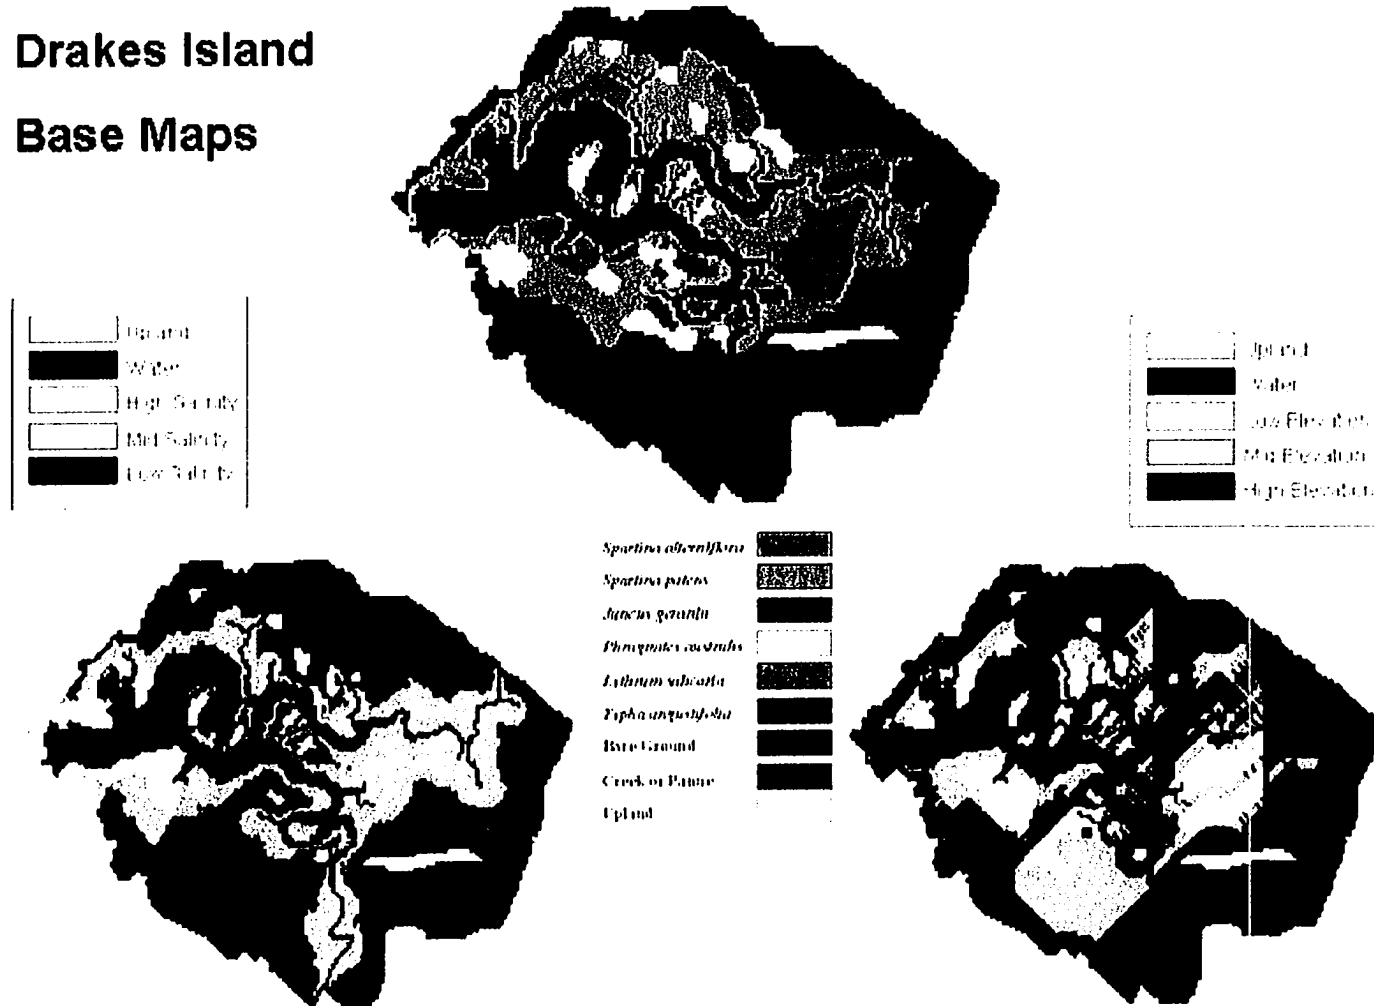 Drakes Island
Base Maps
Upland
Water
High Salinity
Mid Salinity
Low Salinity
Upland
Water
Low Elevation
Mid Elevation
High Elevation
Spartina alterniflora
Spartina patens
Juncus gerardii
Phragmites australis
Lythrum salicaria
Typha angustifolia
Bare Ground
Creek or Panne
Upland